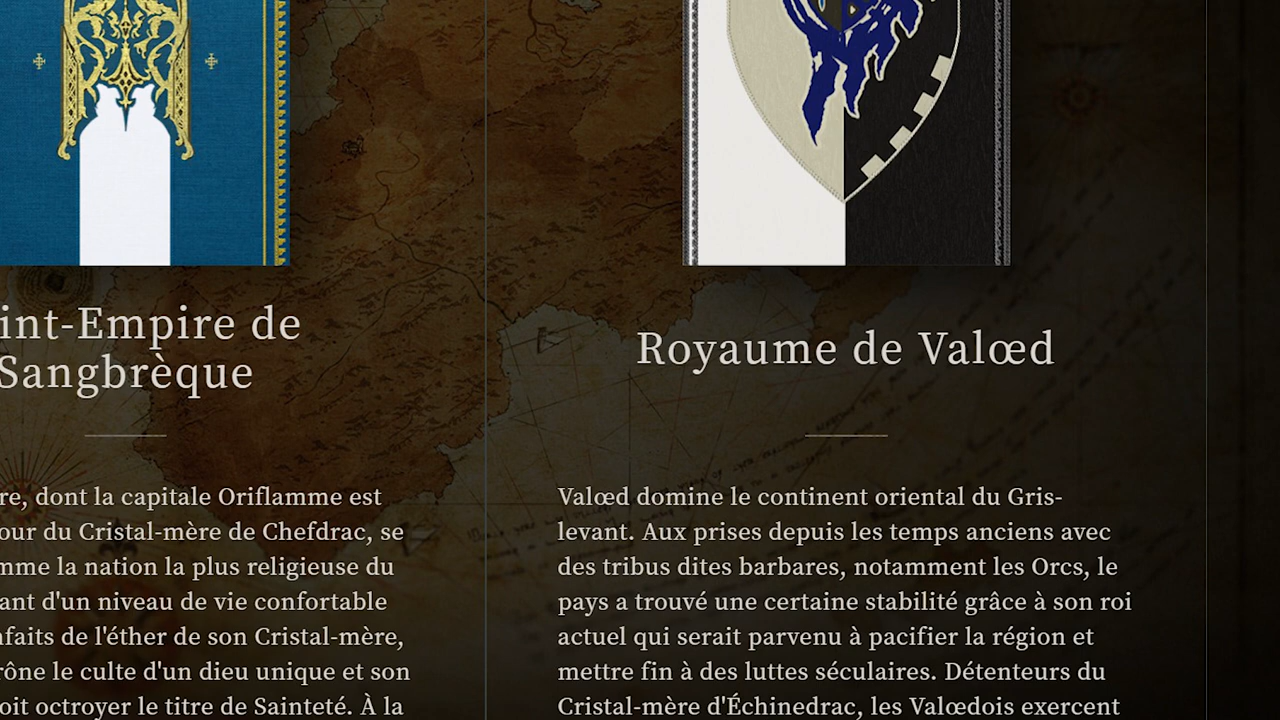 int-Empire de
Sangbrèque
re, dont la capitale Oriflamme est
our du Cristal-mère de Chefdrac, se
mme la nation la plus religieuse du
ant d'un niveau de vie confortable
nfaits de l'éther de son Cristal-mère,
rône le culte d'un dieu unique et son
oit octroyer le titre de Sainteté. À la
Royaume de Valœd
Valœd domine le continent oriental du Gris-
levant. Aux prises depuis les temps anciens avec
des tribus dites barbares, notamment les Orcs, le
pays a trouvé une certaine stabilité grâce à son roi
actuel qui serait parvenu à pacifier la région et
mettre fin à des luttes séculaires. Détenteurs du
Cristal-mère d'Échinedrac, les Valœdois exercent